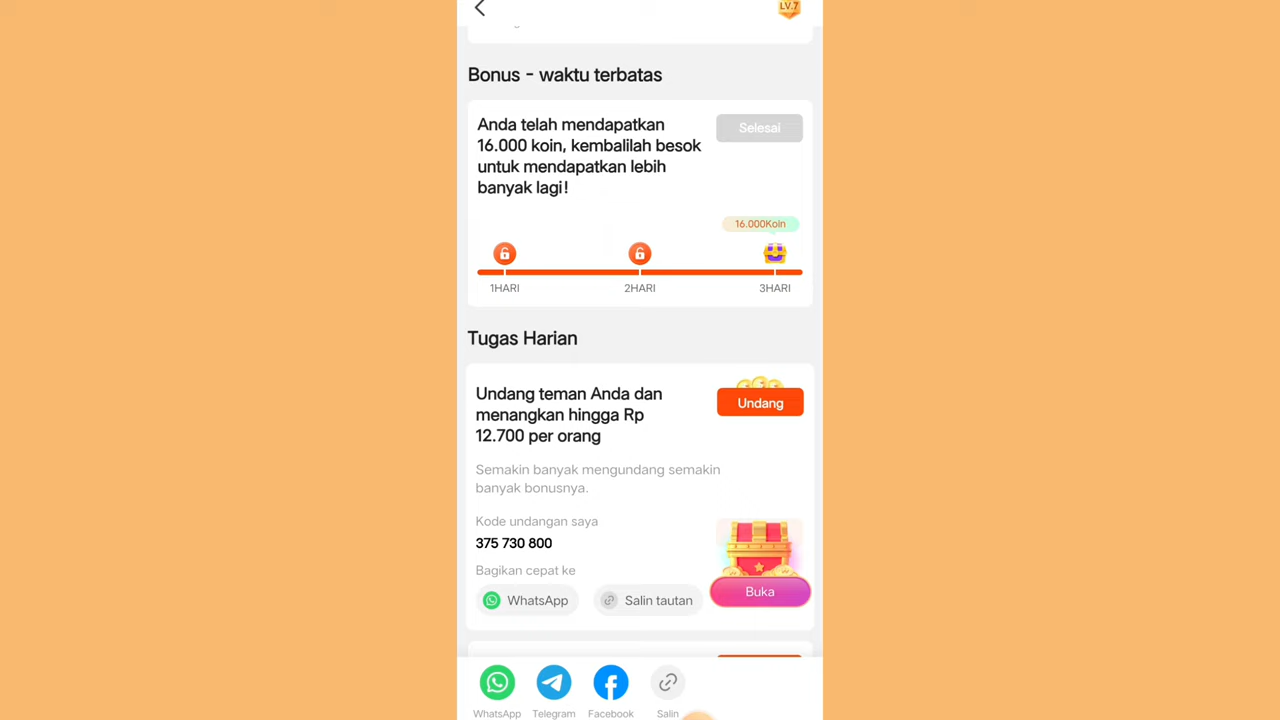 LV.7
Bonus - waktu terbatas
Anda telah mendapatkan
16.000 koin, kembalilah besok
untuk mendapatkan lebih
banyak lagi!
Selesai
16.000Koin
1HARI
2HARI
3HARI
Tugas Harian
Undang teman Anda dan
menangkan hingga Rp
12.700 per orang
Undang
Semakin banyak mengundang semakin
banyak bonusnya.
Kode undangan saya
375 730 800
Bagikan cepat ke
WhatsApp
Salin tautan
Buka
WhatsApp
Telegram
Facebook
Salin